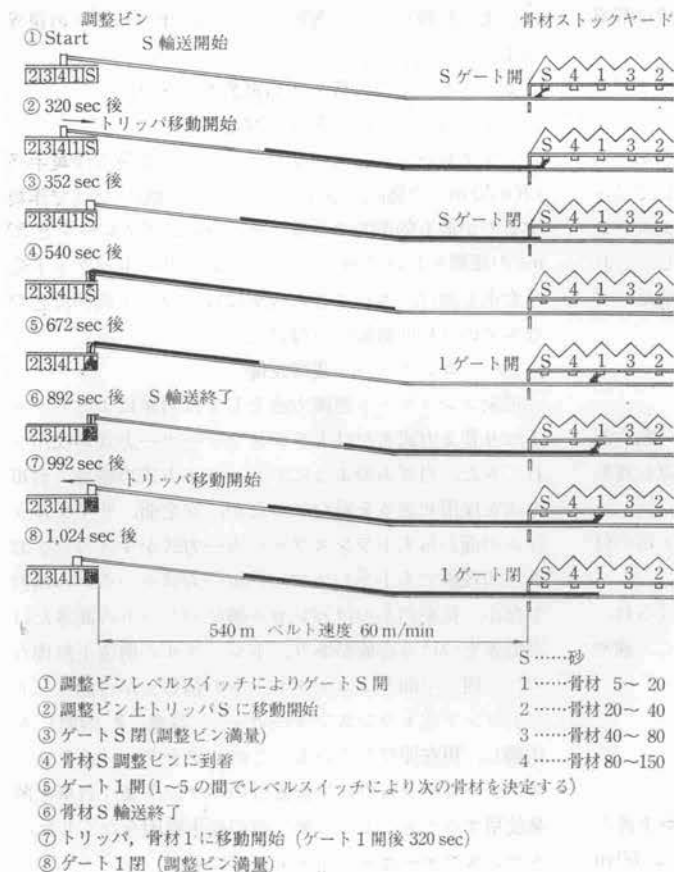 調整ビン
骨材ストックヤード
①Start
S 輸送開始
Sゲート開
S 4 1 3 2
2 3 4 1 S
②320 sec 後
トリッパ移動開始
S 4 1 3 2
2 3 4 1 S
③352 sec 後
Sゲート閉
S 4 1 3 2
2 3 4 1 S
④540 sec 後
S 4 1 3 2
2 3 4 1 S
⑤672 sec 後
1ゲート開
S 4 1 3 2
2 3 4 1
⑥892 sec 後
S 輸送終了
S 4 1 3 2
2 3 4 1
⑦992 sec 後
トリッパ移動開始
S 4 1 3 2
2 3 4 1
⑧1,024 sec 後
1ゲート閉
S 4 1 3 2
2 3 4 1
540 m ベルト速度 60 m/min
S……砂
1……骨材 5~ 20
2……骨材 20~ 40
3……骨材 40~ 80
4……骨材 80~150
①調整ビンレベルスイッチによりゲートS開
②調整ビン上トリッパSに移動開始
③ゲートS閉(調整ビン満量)
④骨材S調整ビンに到着
⑤ゲート1開(1~5の間でレベルスイッチにより次の骨材を決定する)
⑥骨材S輸送終了
⑦トリッパ,骨材1に移動開始(ゲート1開後 320 sec)
⑧ゲート1閉(調整ビン満量)